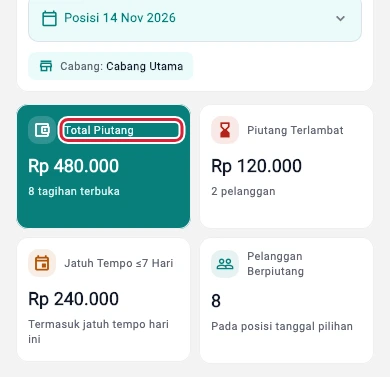 Posisi 14 Nov 2026
Cabang: Cabang Utama
Total Piutang
Rp 480.000
8 tagihan terbuka
Piutang Terlambat
Rp 120.000
2 pelanggan
Jatuh Tempo ≤7 Hari
Rp 240.000
Termasuk jatuh tempo hari
ini
Pelanggan
Berpiutang
8
Pada posisi tanggal pilihan